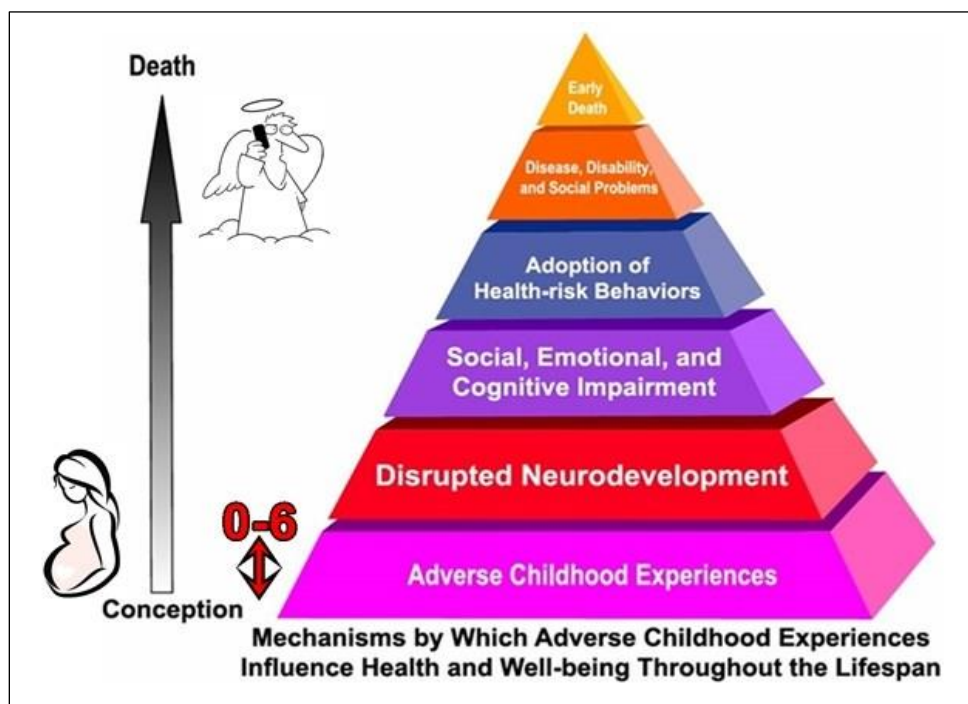 Death
Early
Death
Disease, Disability,
and Social Problems
Adoption of
Health-risk Behaviors
Social, Emotional, and
Cognitive Impairment
Disrupted Neurodevelopment
0-6
Adverse Childhood Experiences
Conception
Mechanisms by Which Adverse Childhood Experiences
Influence Health and Well-being Throughout the Lifespan